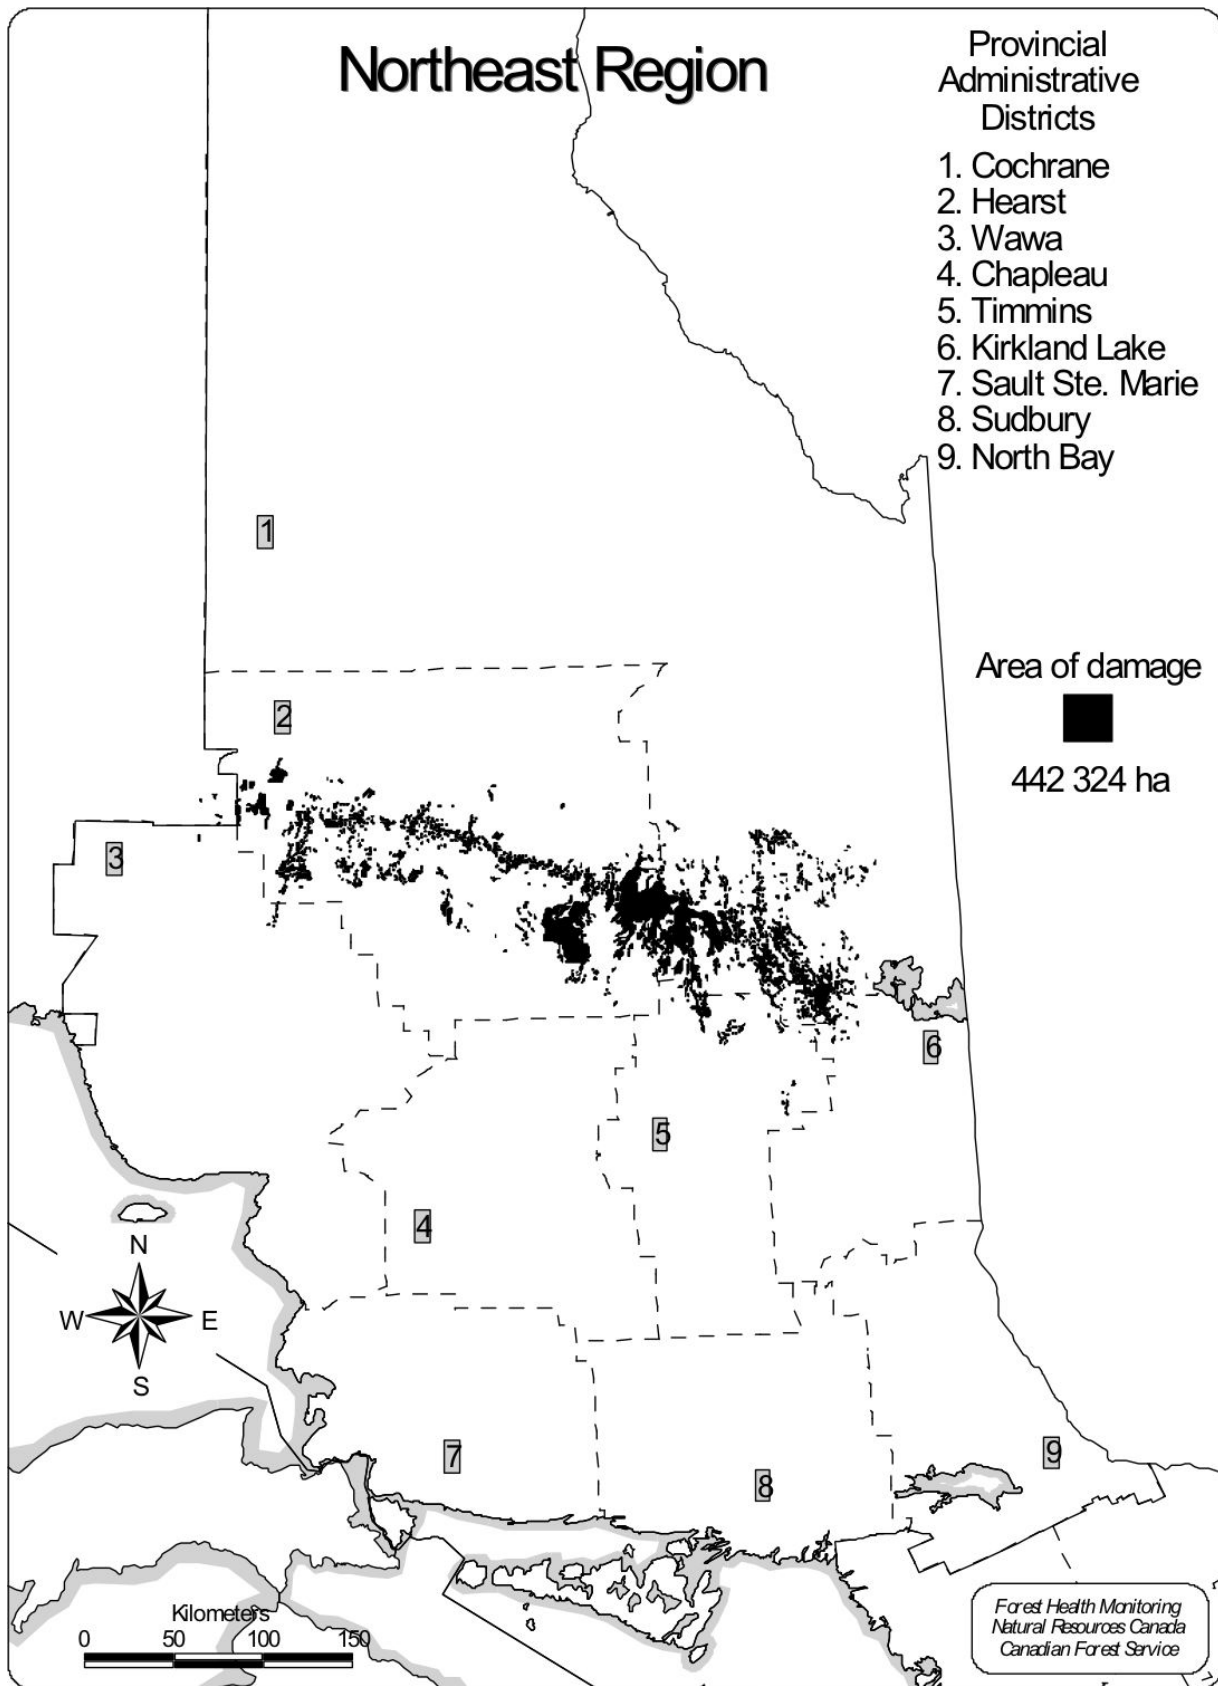 Northeast Region
Provincial
Administrative
Districts
1. Cochrane
2. Hearst
3. Wawa
4. Chapleau
5. Timmins
6. Kirkland Lake
7. Sault Ste. Marie
8. Sudbury
9. North Bay
1
Area of damage
442 324 ha
2
3
6
5
4
N
W
E
S
7
9
8
Kilometers
0 50 100 150
Forest Health Monitoring
Natural Resources Canada
Canadian Forest Service